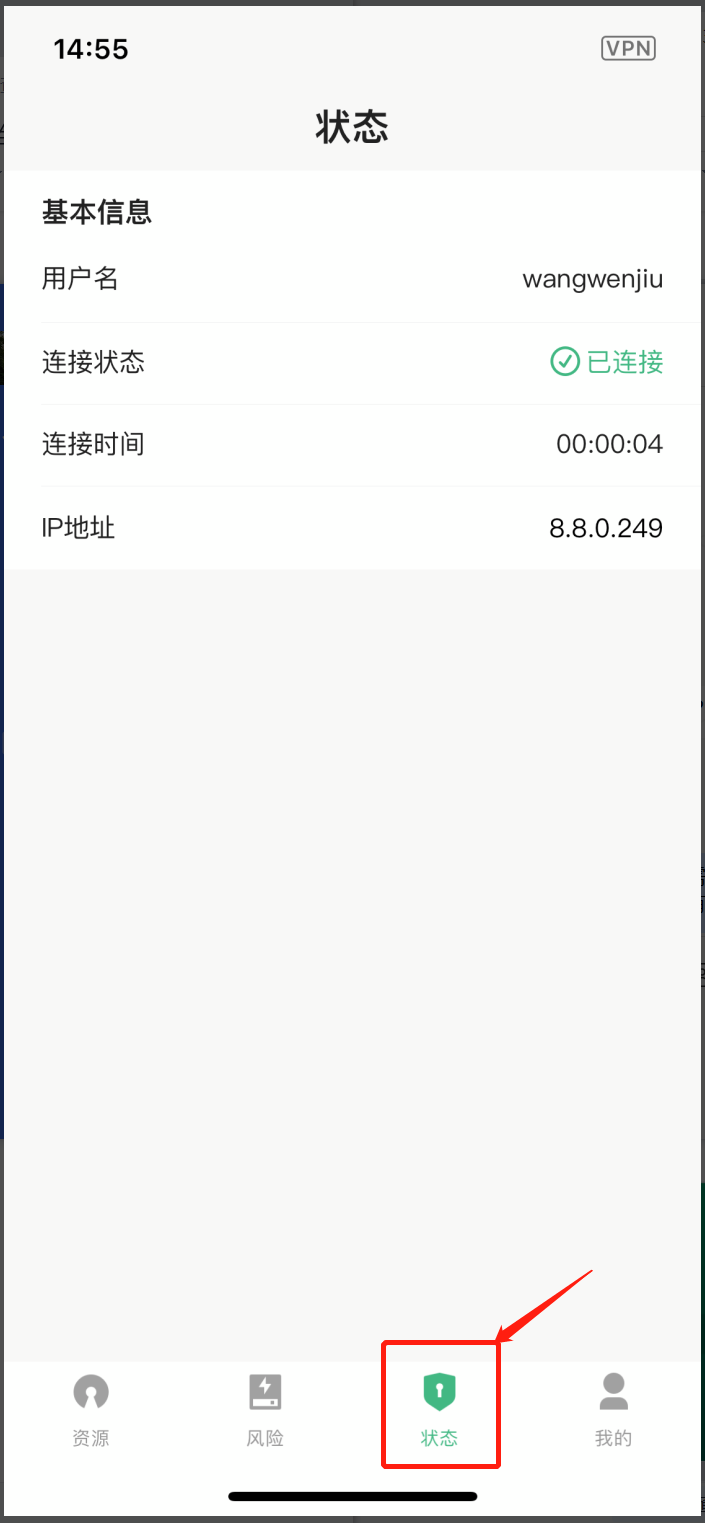 14:55 VPN
状态
基本信息
用户名 wangwenjiu
连接状态 已连接
连接时间 00:00:04
IP地址 8.8.0.249
资源 风险 状态 我的